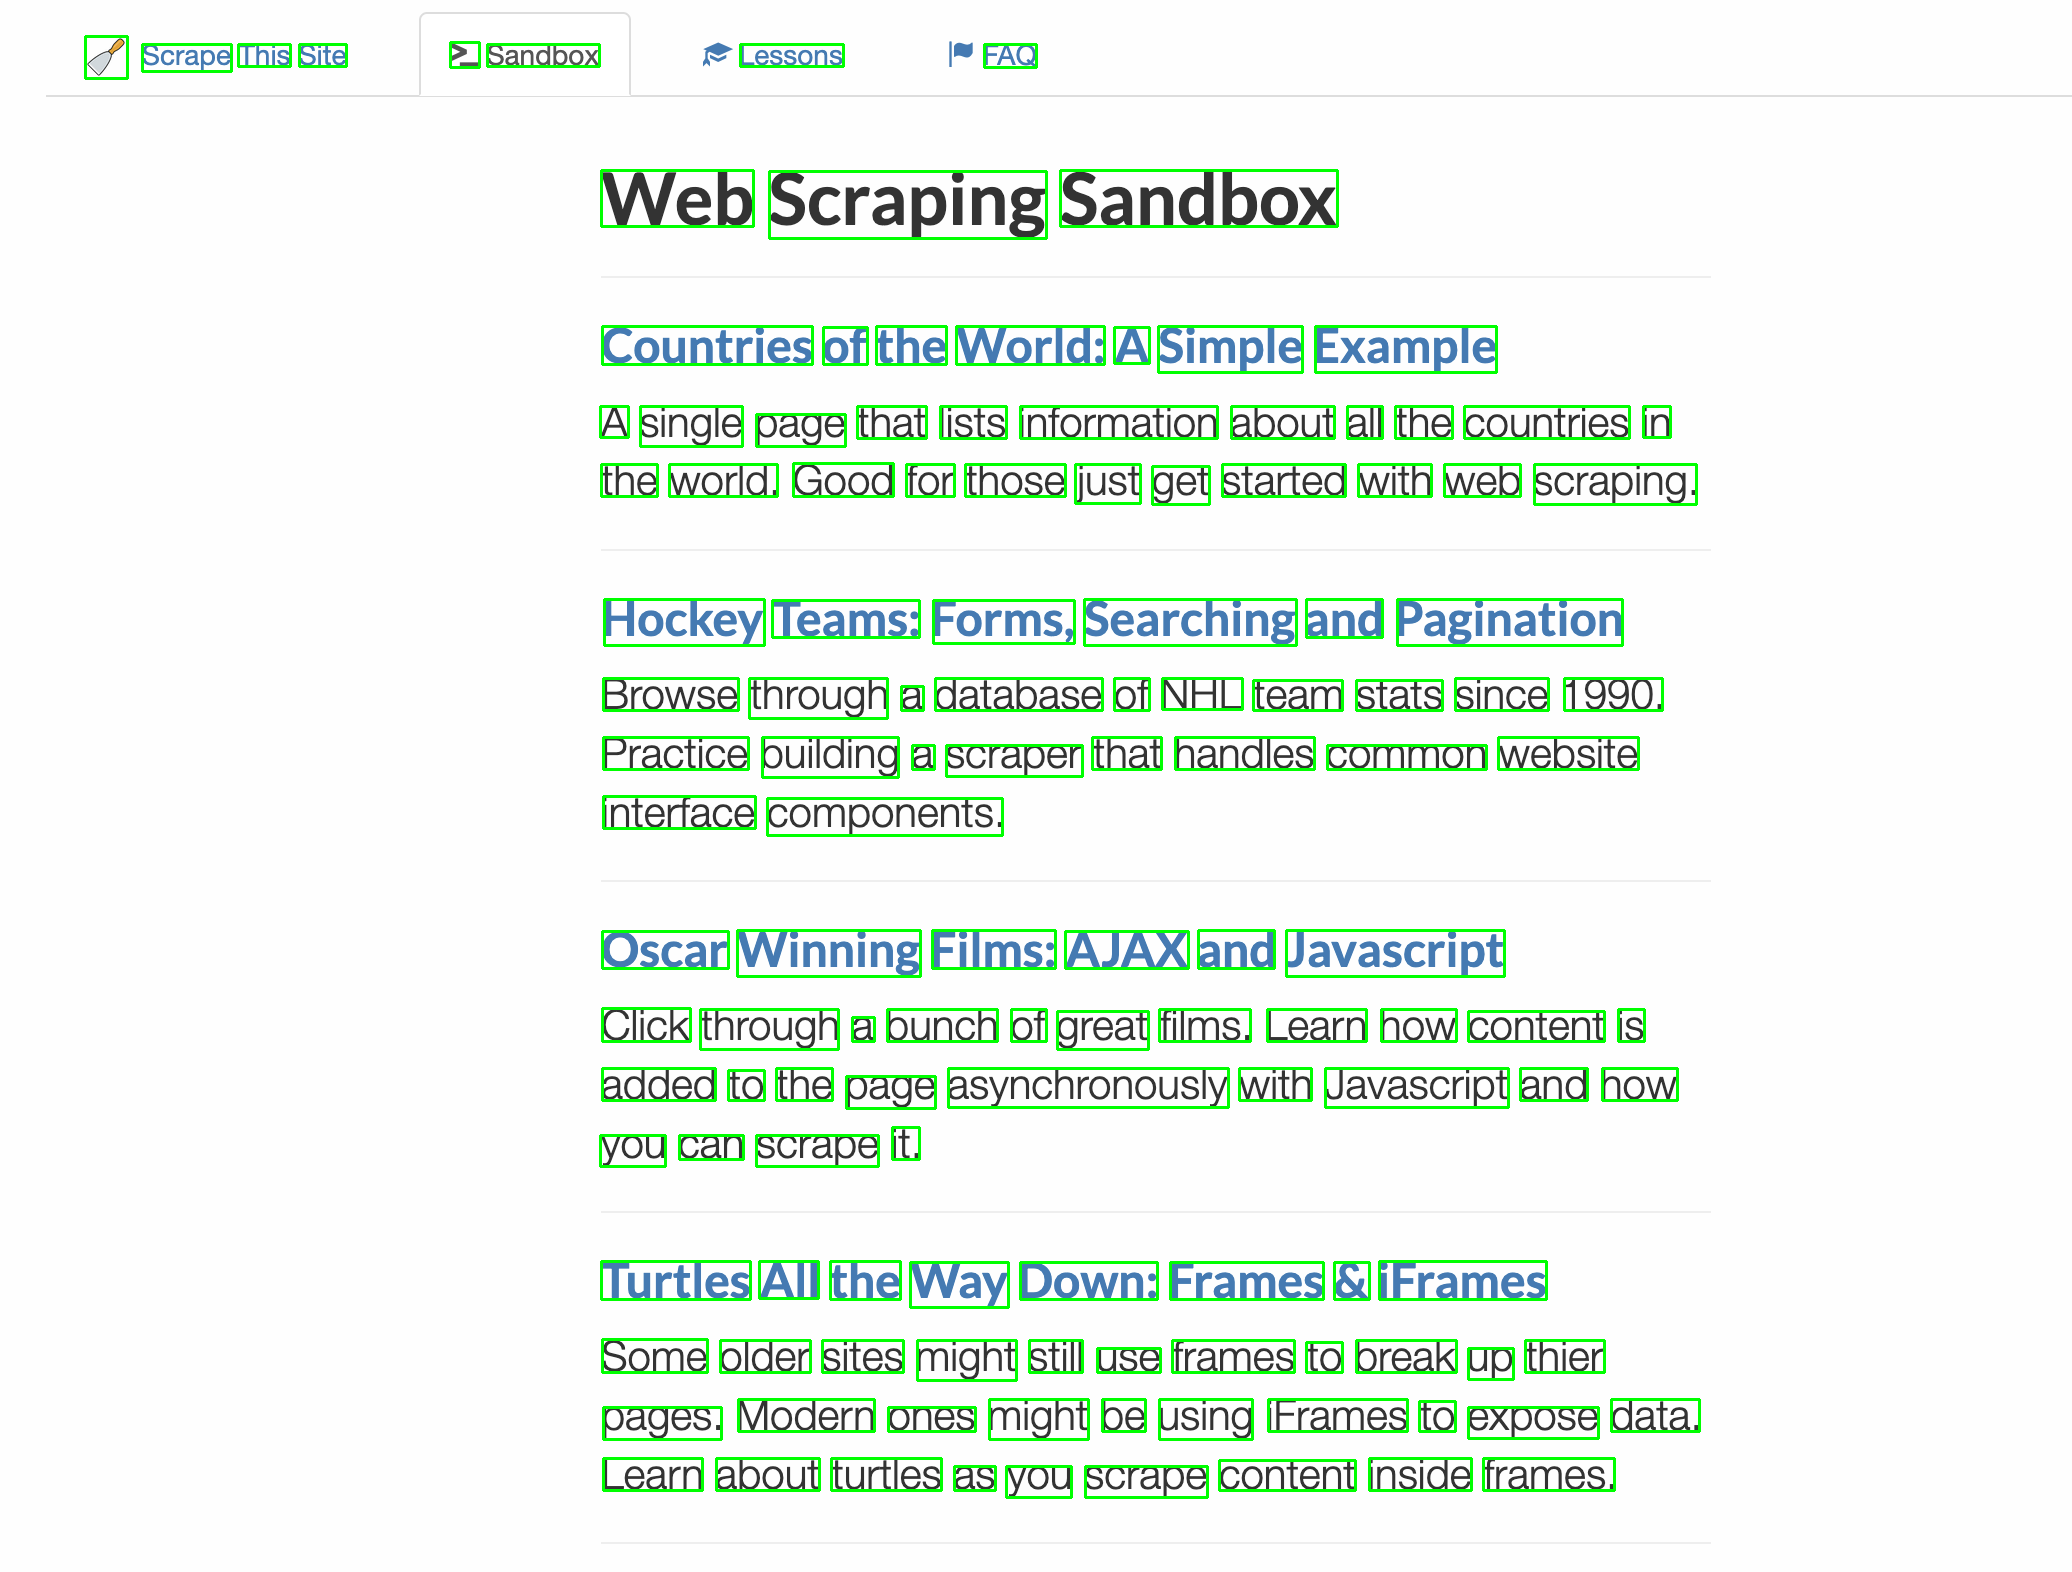 Scrape This Site
Sandbox
Lessons
FAQ
Web Scraping Sandbox
Countries of the World: A Simple Example
A single page that lists information about all the countries in
the world. Good for those just get started with web scraping.
Hockey Teams: Forms, Searching and Pagination
Browse through a database of NHL team stats since 1990.
Practice building a scraper that handles common website
interface components.
Oscar Winning Films: AJAX and Javascript
Click through a bunch of great films. Learn how content is
added to the page asynchronously with Javascript and how
you can scrape it.
Turtles All the Way Down: Frames & iFrames
Some older sites might still use frames to break up thier
pages. Modern ones might be using iFrames to expose data.
Learn about turtles as you scrape content inside frames.